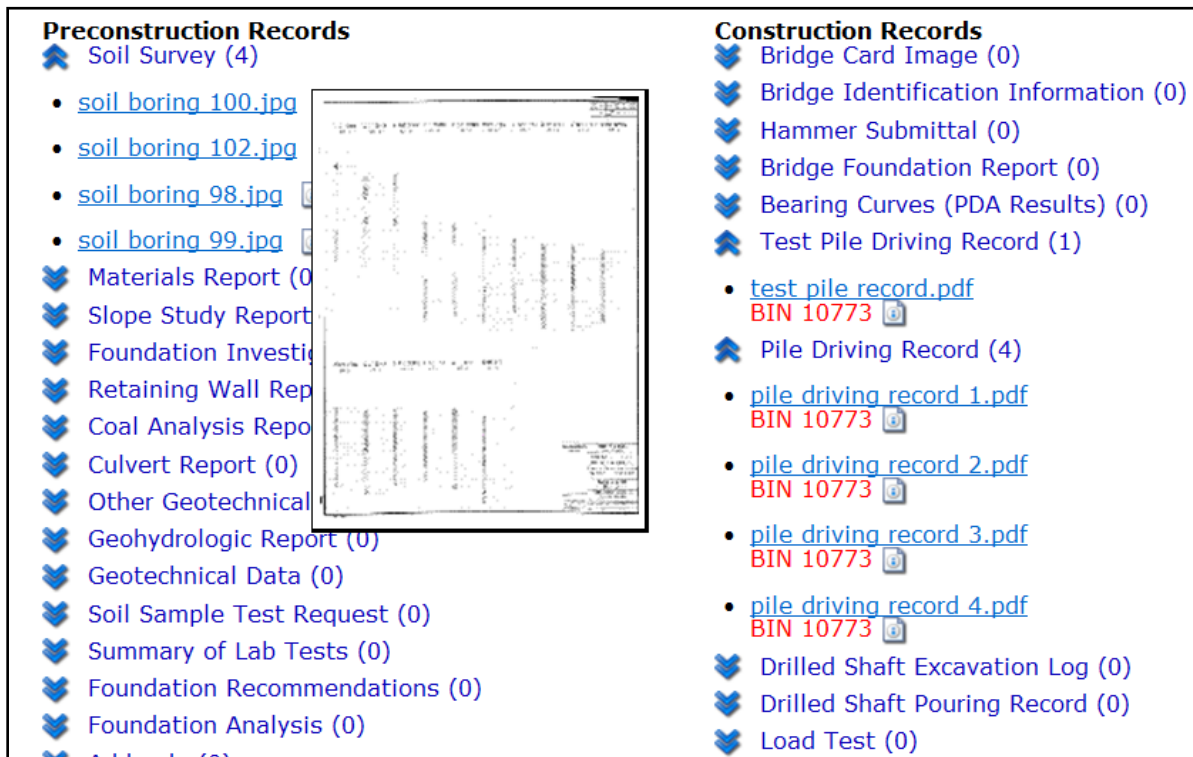 Preconstruction Records
Soil Survey (4)
soil boring 100.jpg
soil boring 102.jpg
soil boring 98.jpg
soil boring 99.jpg
Materials Report (0
Slope Study Report
Foundation
Retaining Wall
Coal Analysis
Culvert Report (0)
Other Geotechnical
Geohydrologic Report (0)
Geotechnical Data (0)
Soil Sample Test Request (0)
Summary of Lab Tests (0)
Foundation Recommendations (0)
Foundation Analysis (0)
Construction Records
Bridge Card Image (0)
Bridge Identification Information (0)
Hammer Submittal (0)
Bridge Foundation Report (0)
Bearing Curves (PDA Results) (0)
Test Pile Driving Record (1)
test pile record.pdf
BIN 10773
Pile Driving Record (4)
pile driving record 1.pdf
BIN 10773
pile driving record 2.pdf
BIN 10773
pile driving record 3.pdf
BIN 10773
pile driving record 4.pdf
BIN 10773
Drilled Shaft Excavation Log (0)
Drilled Shaft Pouring Record (0)
Load Test (0)